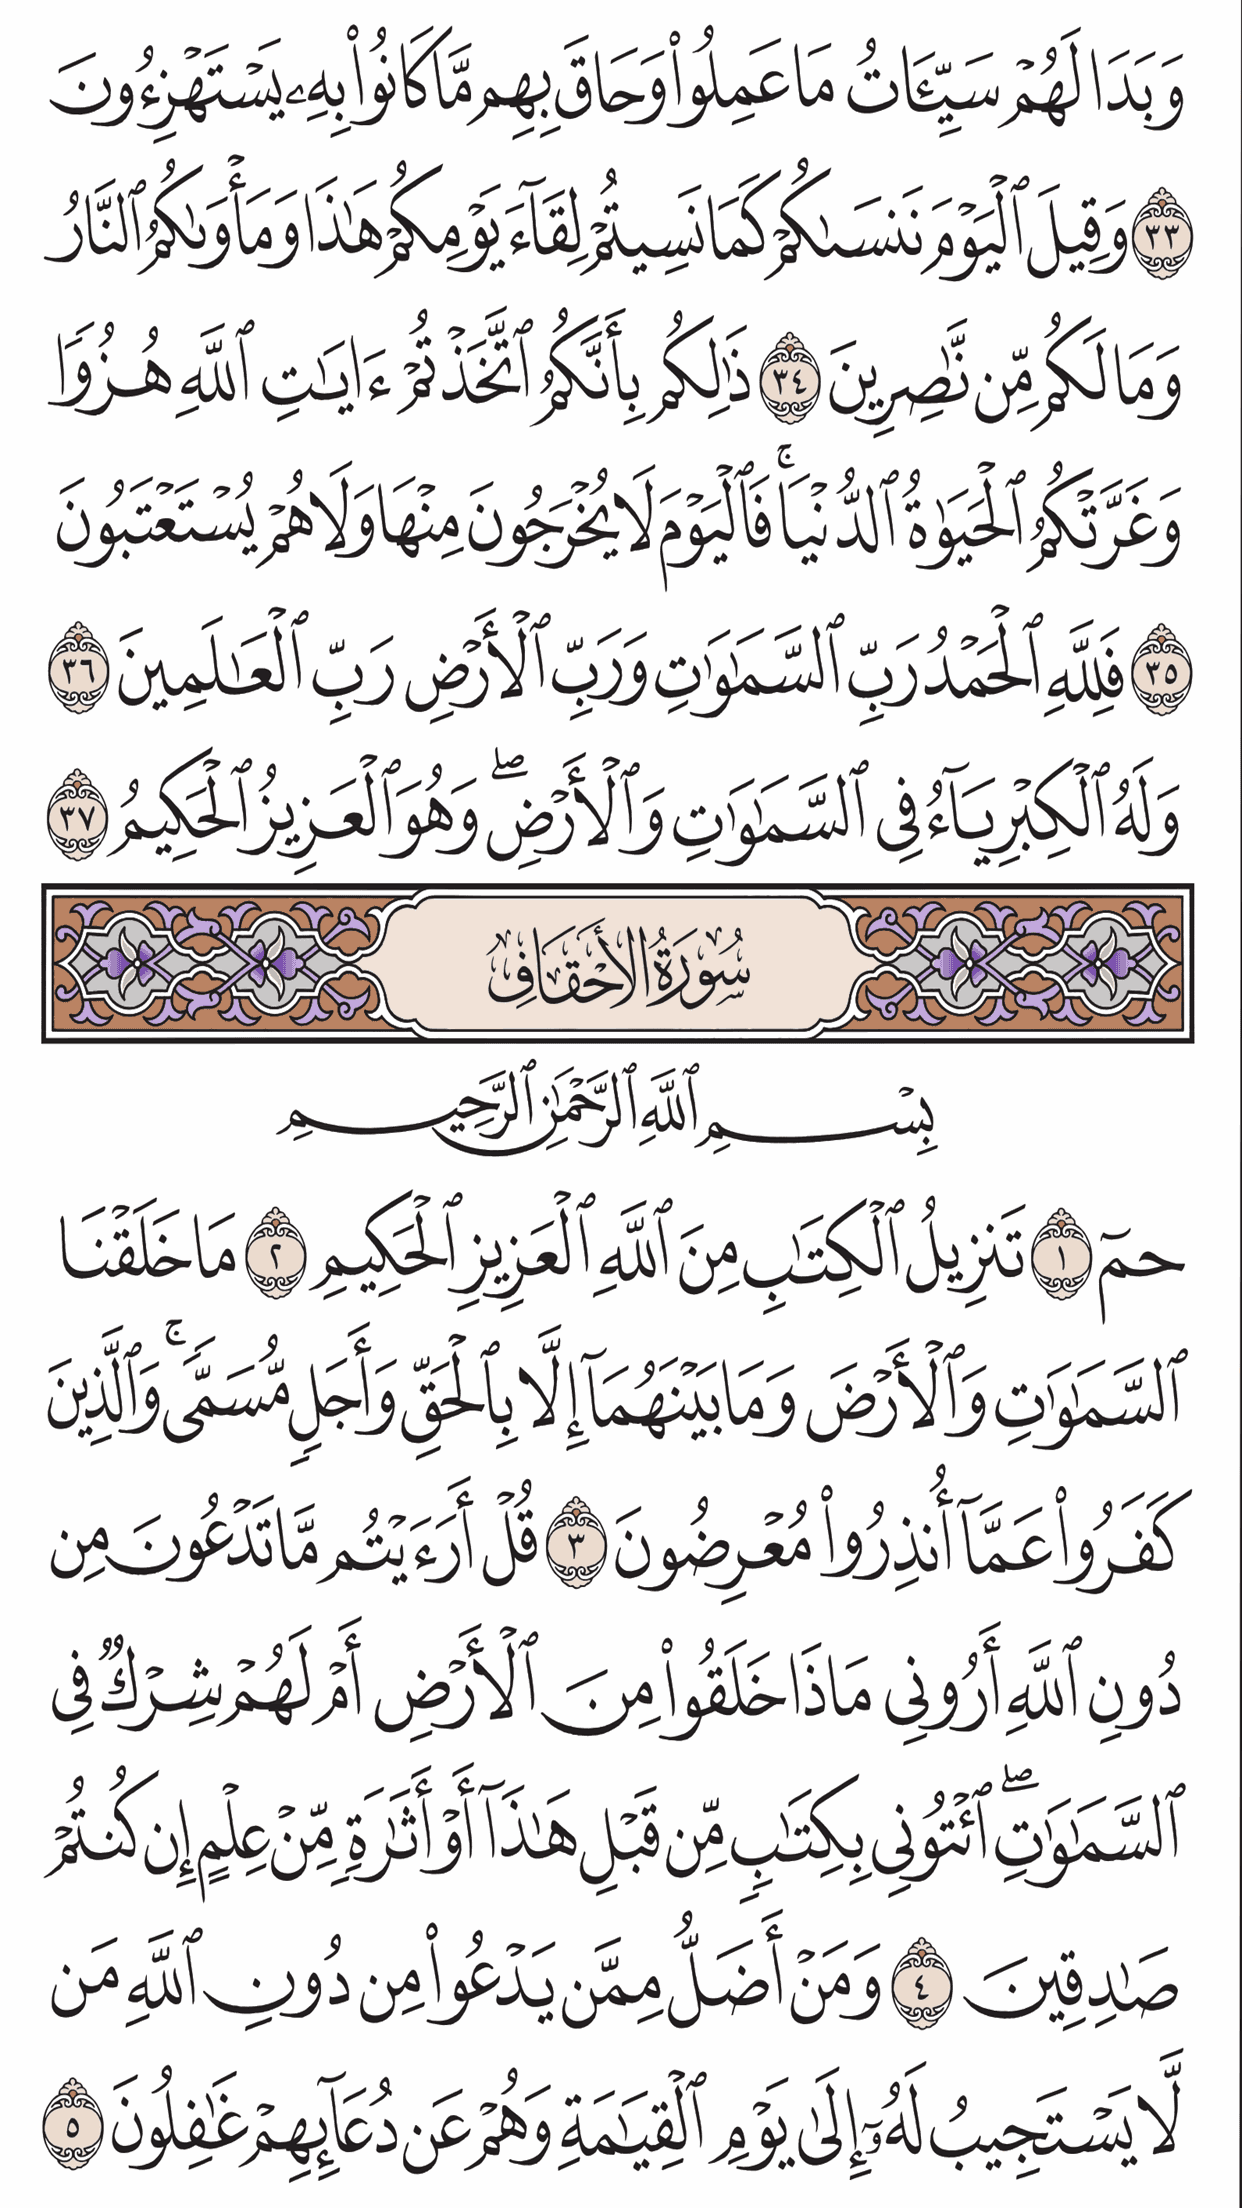 وَبَدَا لَهُمْ سَيِّـَٔاتُ مَا عَمِلُوا۟ وَحَاقَ بِهِم مَّا كَانُوا۟ بِهِۦ يَسْتَهْزِءُونَ
٣٣ وَقِيلَ ٱلْيَوْمَ نَنسَىٰكُمْ كَمَا نَسِيتُمْ لِقَآءَ يَوْمِكُمْ هَـٰذَا وَمَأْوَىٰكُمُ ٱلنَّارُ
وَمَا لَكُم مِّن نَّـٰصِرِينَ ٣٤ ذَٰلِكُم بِأَنَّكُمُ ٱتَّخَذْتُمْ ءَايَـٰتِ ٱللَّهِ هُزُوًا
وَغَرَّتْكُمُ ٱلْحَيَوٰةُ ٱلدُّنْيَا ۚ فَٱلْيَوْمَ لَا يُخْرَجُونَ مِنْهَا وَلَا هُمْ يُسْتَعْتَبُونَ
٣٥ فَلِلَّهِ ٱلْحَمْدُ رَبِّ ٱلسَّمَـٰوَٰتِ وَرَبِّ ٱلْأَرْضِ رَبِّ ٱلْعَـٰلَمِينَ ٣٦
وَلَهُ ٱلْكِبْرِيَآءُ فِى ٱلسَّمَـٰوَٰتِ وَٱلْأَرْضِ ۖ وَهُوَ ٱلْعَزِيزُ ٱلْحَكِيمُ ٣٧
سُورَةُ الأَحْقَافِ
بِسْمِ ٱللَّهِ ٱلرَّحْمَـٰنِ ٱلرَّحِيمِ
حمٓ ١ تَنزِيلُ ٱلْكِتَـٰبِ مِنَ ٱللَّهِ ٱلْعَزِيزِ ٱلْحَكِيمِ ٢ مَا خَلَقْنَا
ٱلسَّمَـٰوَٰتِ وَٱلْأَرْضَ وَمَا بَيْنَهُمَآ إِلَّا بِٱلْحَقِّ وَأَجَلٍ مُّسَمًّى ۚ وَٱلَّذِينَ
كَفَرُوا۟ عَمَّآ أُنذِرُوا۟ مُعْرِضُونَ ٣ قُلْ أَرَءَيْتُم مَّا تَدْعُونَ مِن
دُونِ ٱللَّهِ أَرُونِى مَاذَا خَلَقُوا۟ مِنَ ٱلْأَرْضِ أَمْ لَهُمْ شِرْكٌ فِى
ٱلسَّمَـٰوَٰتِ ۖ ٱئْتُونِى بِكِتَـٰبٍ مِّن قَبْلِ هَـٰذَآ أَوْ أَثَـٰرَةٍ مِّنْ عِلْمٍ إِن كُنتُمْ
صَـٰدِقِينَ ٤ وَمَنْ أَضَلُّ مِمَّن يَدْعُوا۟ مِن دُونِ ٱللَّهِ مَن
لَّا يَسْتَجِيبُ لَهُۥٓ إِلَىٰ يَوْمِ ٱلْقِيَـٰمَةِ وَهُمْ عَن دُعَآئِهِمْ غَـٰفِلُونَ ٥